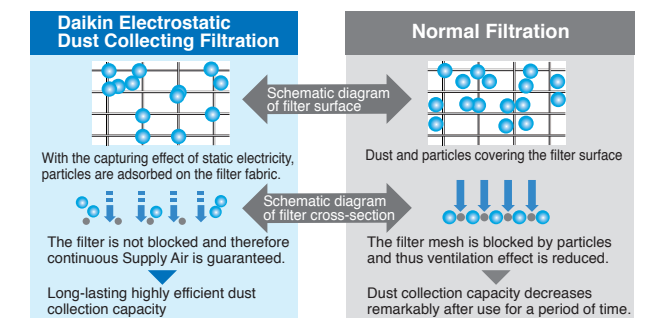 Daikin Electrostatic
Dust Collecting Filtration
Normal Filtration
Schematic diagram
of filter surface
With the capturing effect of static electricity,
particles are adsorbed on the filter fabric.
Dust and particles covering the filter surface
Schematic diagram
of filter cross-section
The filter is not blocked and therefore
continuous Supply Air is guaranteed.
The filter mesh is blocked by particles
and thus ventilation effect is reduced.
Long-lasting highly efficient dust
collection capacity
Dust collection capacity decreases
remarkably after use for a period of time.